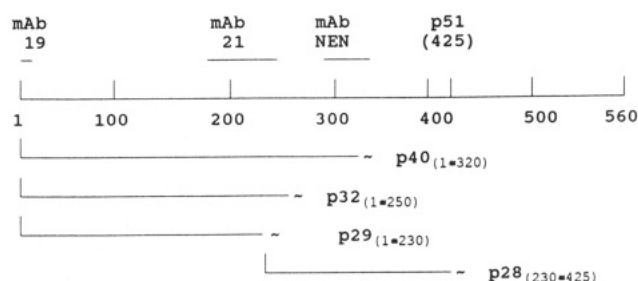 mAb mAb mAb p51
19 21 NEN (425)
1 100 200 300 400 500 560
~ p40(1=320)
~ p32(1=250)
~ p29(1=230)
~ p28(230=425)